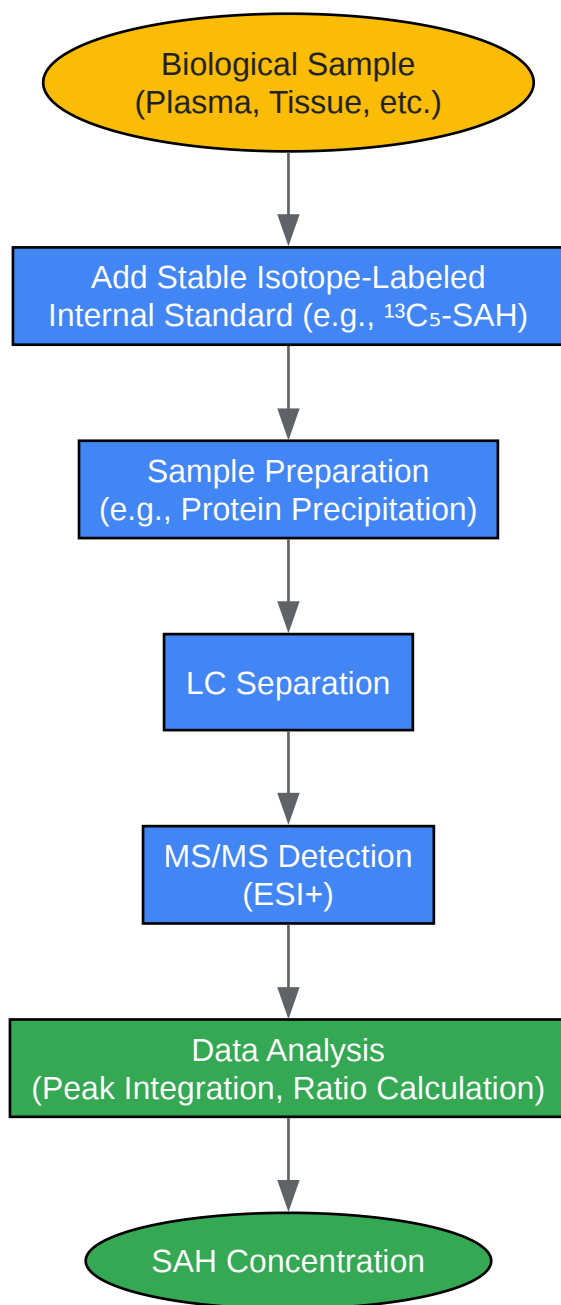 Biological Sample
(Plasma, Tissue, etc.)
Add Stable Isotope-Labeled
Internal Standard (e.g., ¹³C₅-SAH)
Sample Preparation
(e.g., Protein Precipitation)
LC Separation
MS/MS Detection
(ESI+)
Data Analysis
(Peak Integration, Ratio Calculation)
SAH Concentration